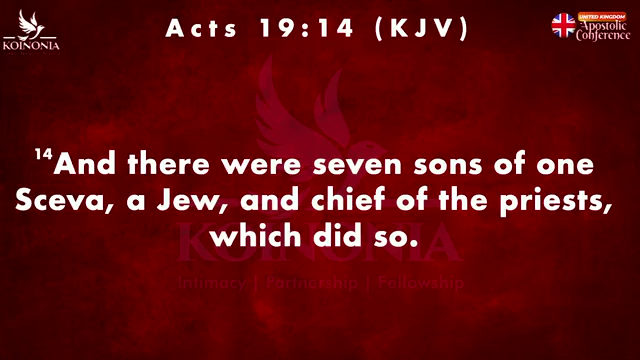 KOINONIA
Acts 19:14 (KJV)
UNITED KINGDOM
Apostolic
Conference
14And there were seven sons of one
Sceva, a Jew, and chief of the priests,
which did so.
KOINONIA
Intimacy | Partnership | Fellowship